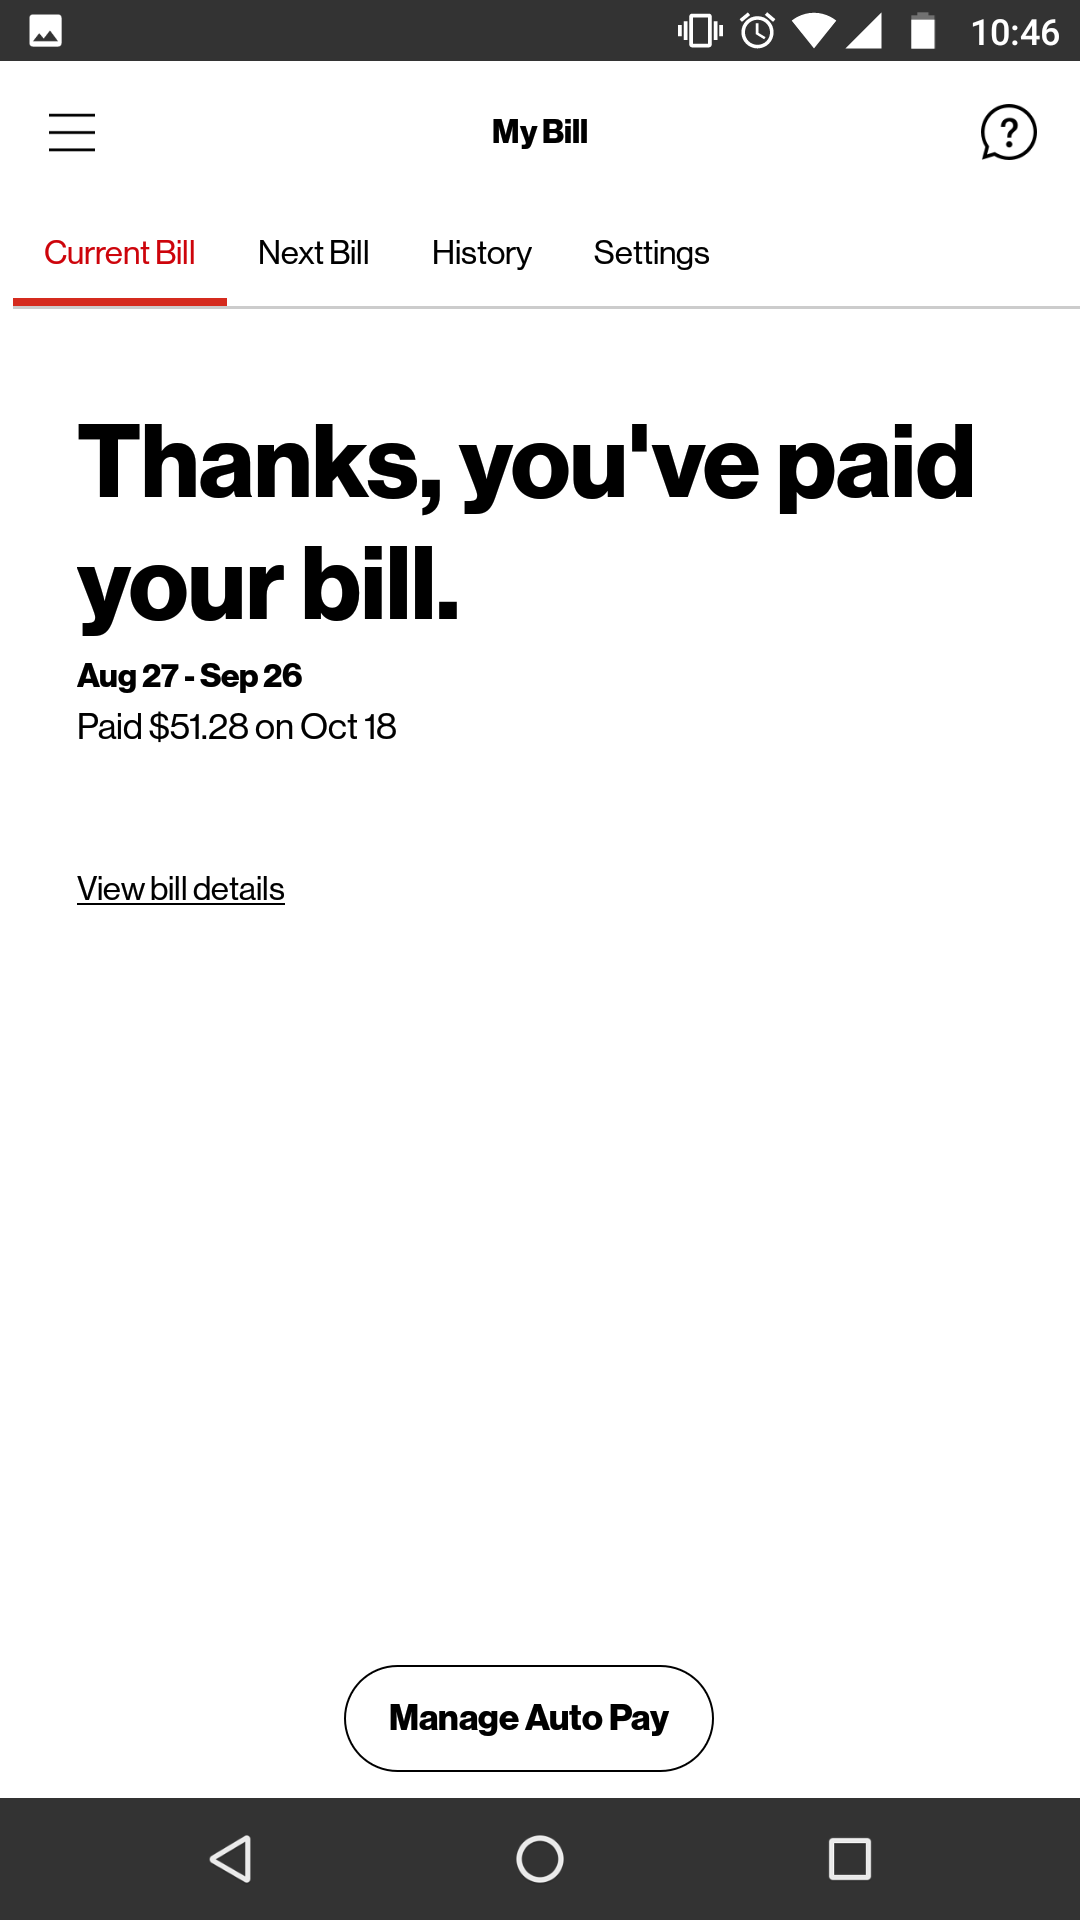 10:46
My Bill
?
Current Bill Next Bill History Settings
Thanks, you've paid
your bill.
Aug 27 - Sep 26
Paid $51.28 on Oct 18
View bill details
Manage Auto Pay